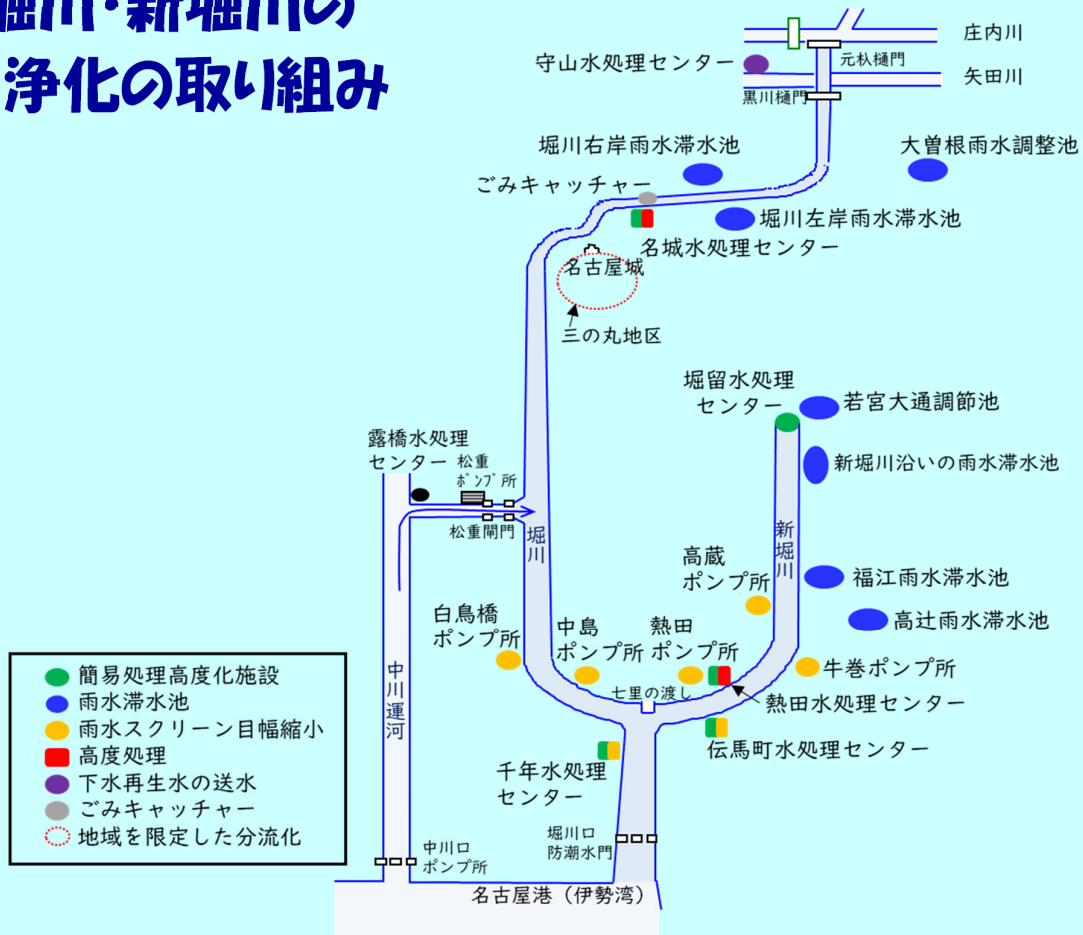 堀川・新堀川の
浄化の取り組み
庄内川
守山水処理センター
元杁樋門
矢田川
黒川樋門
堀川右岸雨水滞水池
大曽根雨水調整池
ごみキャッチャー
堀川左岸雨水滞水池
名城水処理センター
名古屋城
三の丸地区
堀留水処理
センター
若宮大通調節池
露橋水処理
センター
松重
ポンプ所
新堀川沿いの雨水滞水池
松重閘門
堀川
新堀川
高蔵
ポンプ所
福江雨水滞水池
白鳥橋
ポンプ所
中島
ポンプ所
熱田
ポンプ所
高辻雨水滞水池
牛巻ポンプ所
七里の渡し
熱田水処理センター
中川運河
伝馬町水処理センター
千年水処理
センター
簡易処理高度化施設
雨水滞水池
雨水スクリーン目幅縮小
高度処理
下水再生水の送水
ごみキャッチャー
地域を限定した分流化
堀川口
防潮水門
中川口
ポンプ所
名古屋港（伊勢湾）